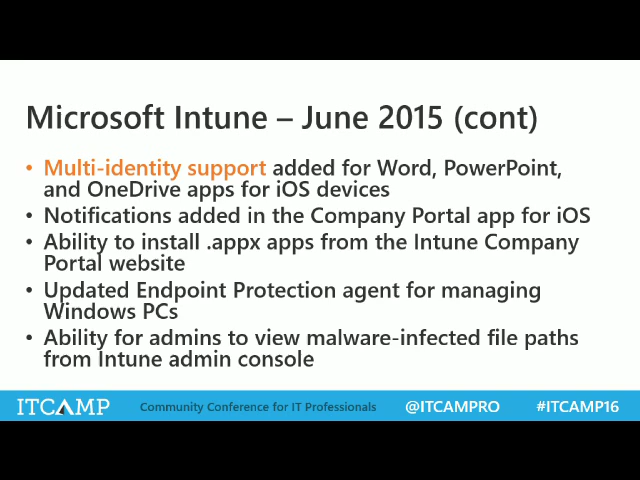 Microsoft Intune – June 2015 (cont)
• Multi-identity support added for Word, PowerPoint,
and OneDrive apps for iOS devices
• Notifications added in the Company Portal app for iOS
• Ability to install .appx apps from the Intune Company
Portal website
• Updated Endpoint Protection agent for managing
Windows PCs
• Ability for admins to view malware-infected file paths
from Intune admin console
ITCAMP Community Conference for IT Professionals @ITCAMPRO #ITCAMP16